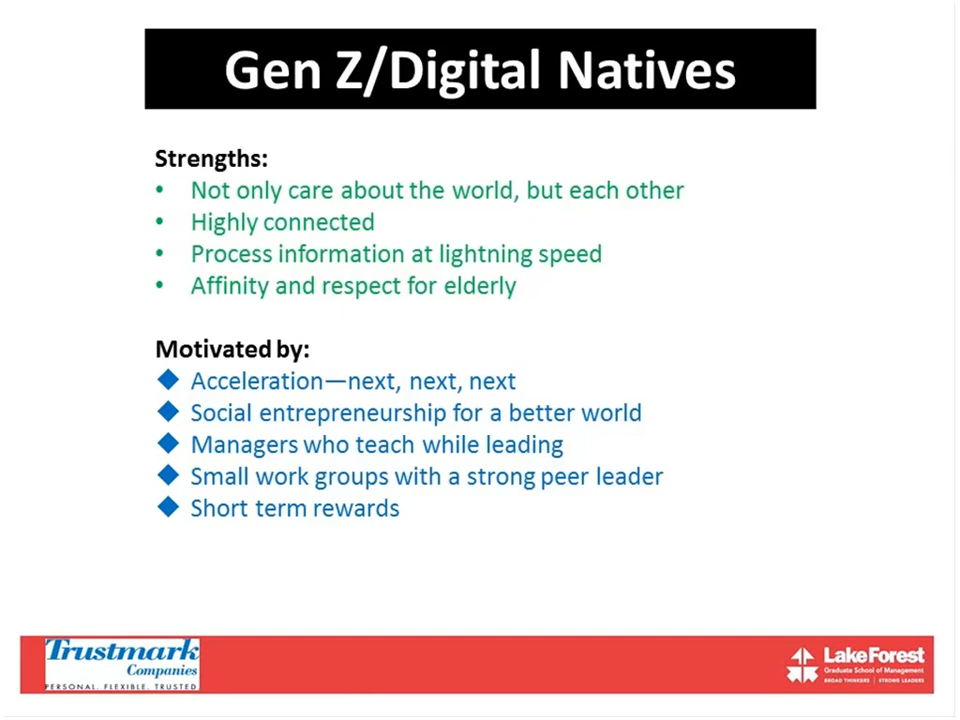 Gen Z/Digital Natives
Strengths:
• Not only care about the world, but each other
• Highly connected
• Process information at lightning speed
• Affinity and respect for elderly
Motivated by:
◆ Acceleration—next, next, next
◆ Social entrepreneurship for a better world
◆ Managers who teach while leading
◆ Small work groups with a strong peer leader
◆ Short term rewards
Trustmark
Companies
PERSONAL. FLEXIBLE. TRUSTED
Lake Forest
Graduate School of Management
BROAD THINKERS | STRONG LEADERS